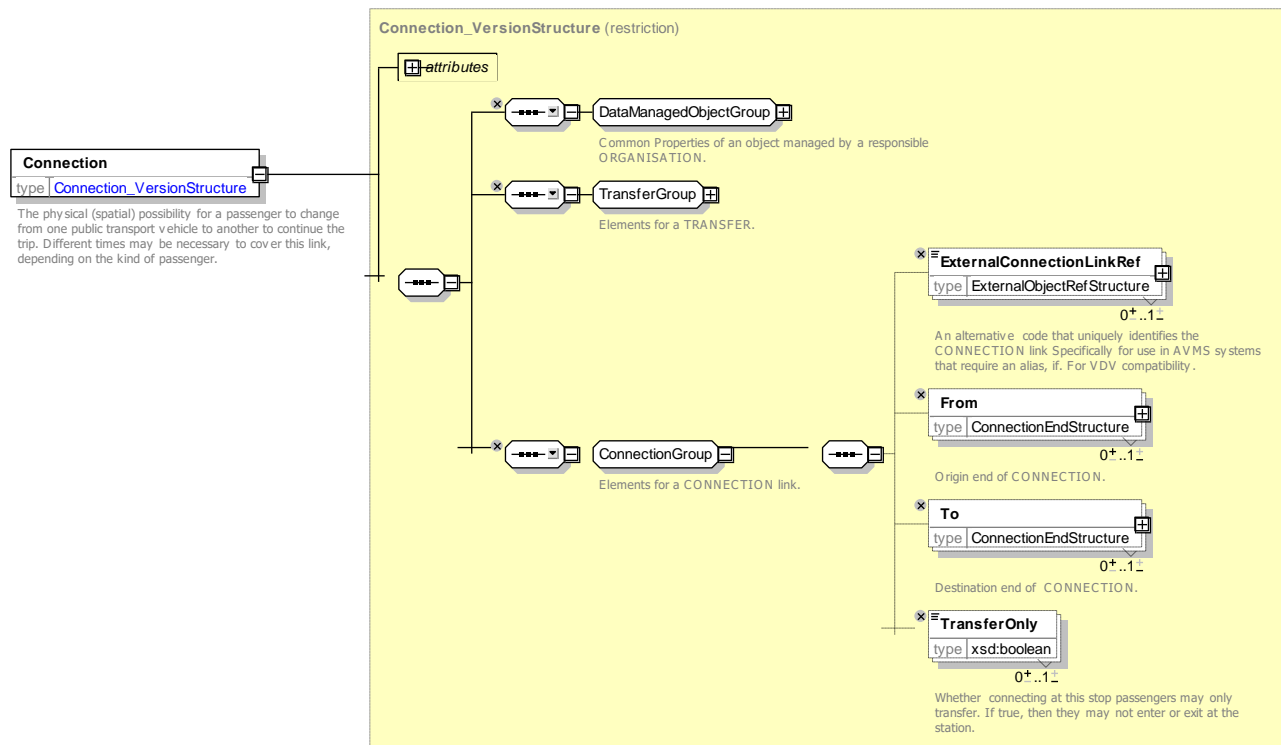 Connection_VersionStructure (restriction)
attributes
DataManagedObjectGroup
Common Properties of an object managed by a responsible
ORGANISATION.
Connection
type Connection_VersionStructure
The physical (spatial) possibility for a passenger to change
from one public transport vehicle to another to continue the
trip. Different times may be necessary to cover this link,
depending on the kind of passenger.
TransferGroup
Elements for a TRANSFER.
ExternalConnectionLinkRef
type ExternalObjectRefStructure
0..1
An alternative code that uniquely identifies the
CONNECTION link Specifically for use in AVMS systems
that require an alias, if. For VDV compatibility.
From
type ConnectionEndStructure
0..1
Origin end of CONNECTION.
ConnectionGroup
Elements for a CONNECTION link.
To
type ConnectionEndStructure
0..1
Destination end of CONNECTION.
TransferOnly
type xsd:boolean
0..1
Whether connecting at this stop passengers may only
transfer. If true, then they may not enter or exit at the
station.